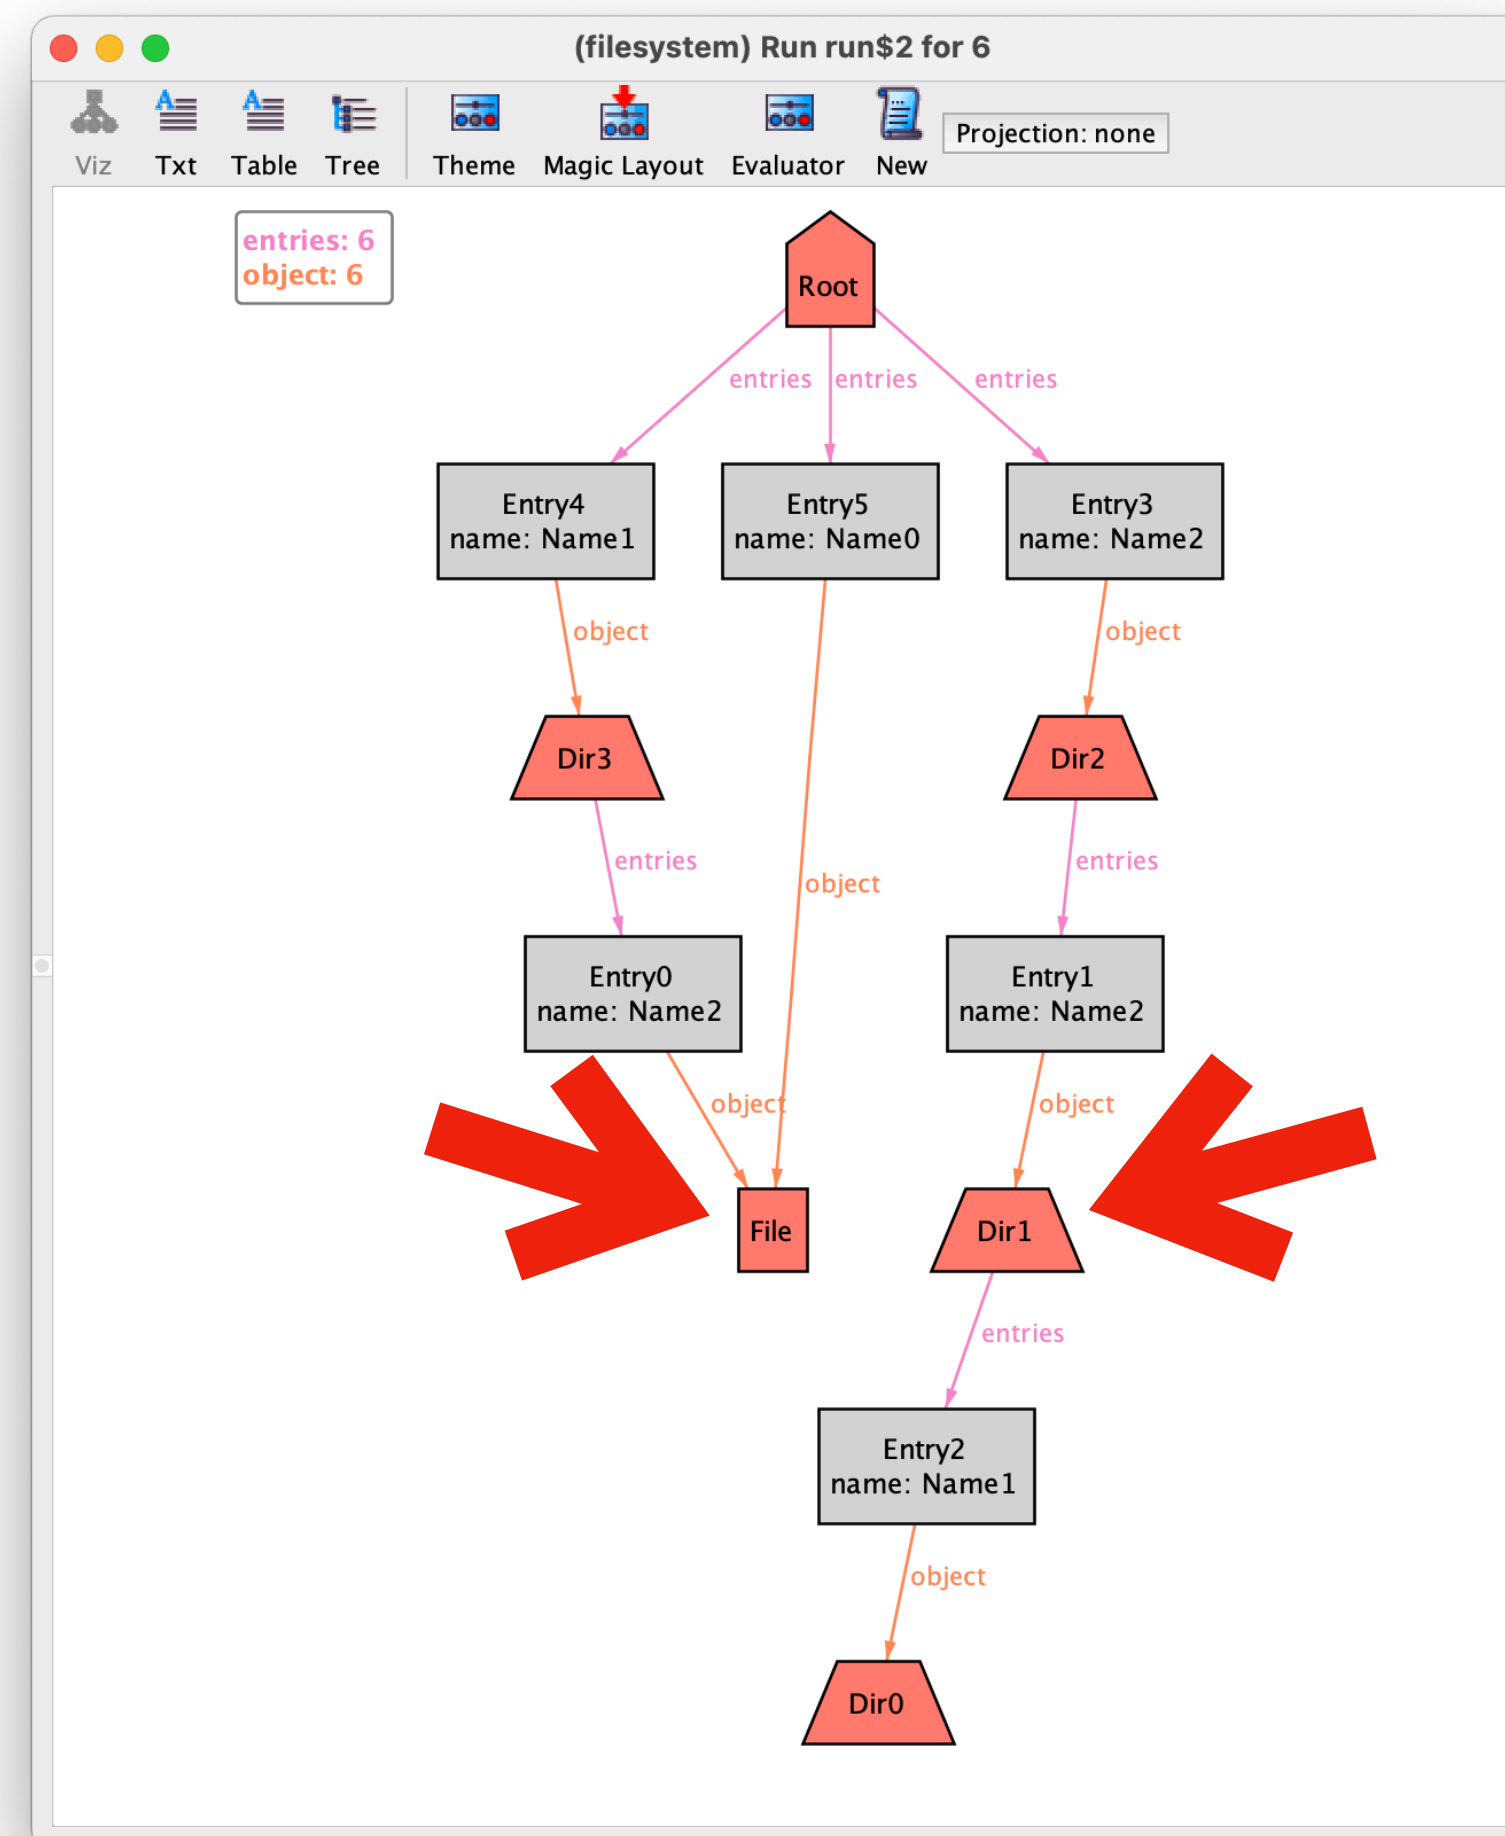 (filesystem) Run run$2 for 6
Viz
Txt
Table
Tree
Theme
Magic Layout
Evaluator
New
Projection: none
entries: 6
object: 6
Root
entries
entries
entries
Entry4
name: Name1
Entry5
name: Name0
Entry3
name: Name2
object
object
Dir3
Dir2
entries
entries
object
Entry0
name: Name2
Entry1
name: Name2
object
object
File
Dir1
entries
Entry2
name: Name1
object
Dir0